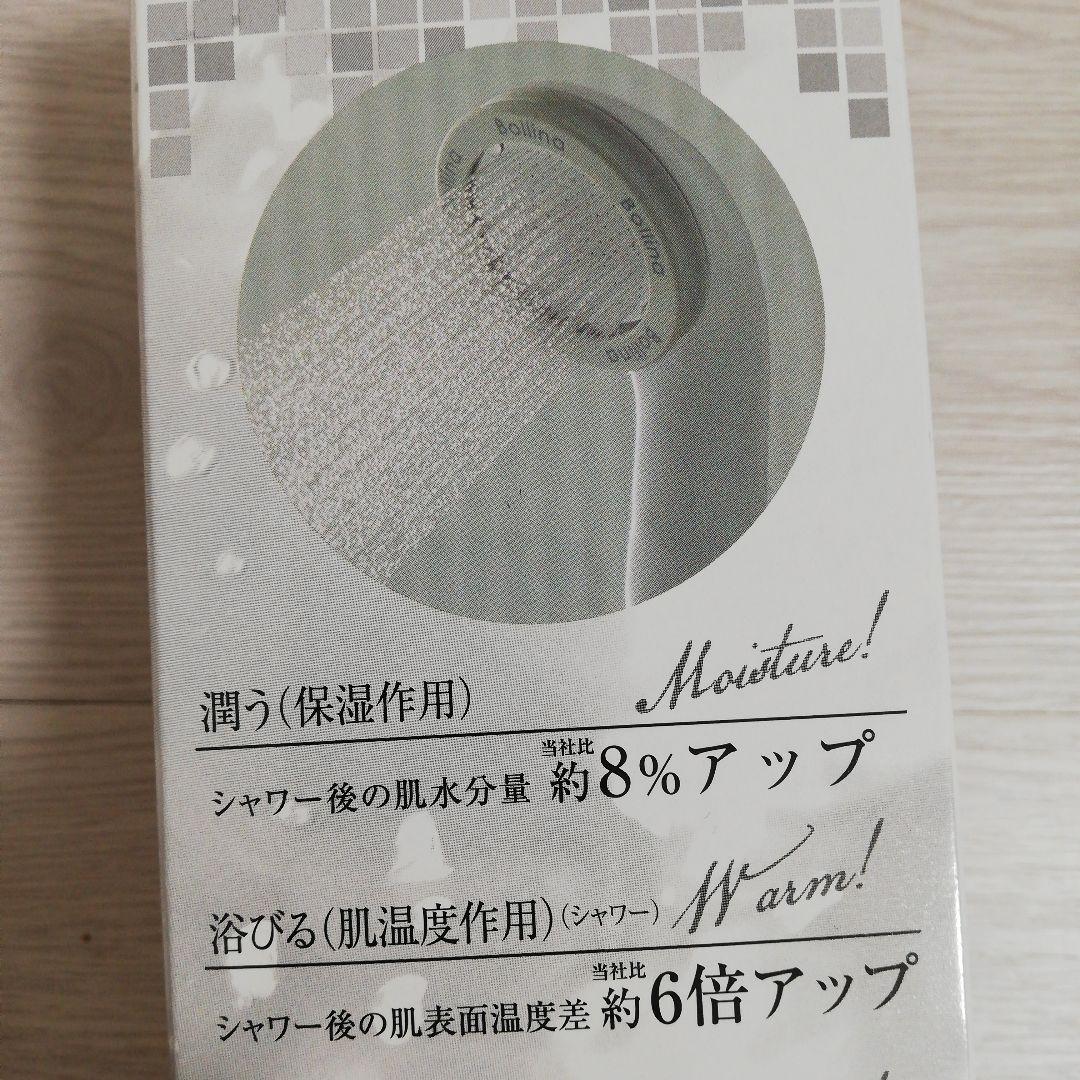 Bollina
Bollina
Bollina
潤う(保湿作用)
Moisture!
シャワー後の肌水分量 当社比 約8%アップ
浴びる(肌温度作用)(シャワー)
Warm!
シャワー後の肌表面温度差 当社比 約6倍アップ